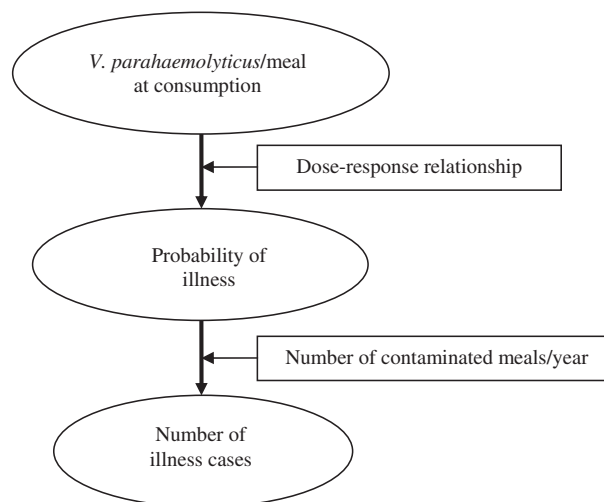 V. parahaemolyticus/meal
at consumption
Dose-response relationship
Probability of
illness
Number of contaminated meals/year
Number of
illness cases